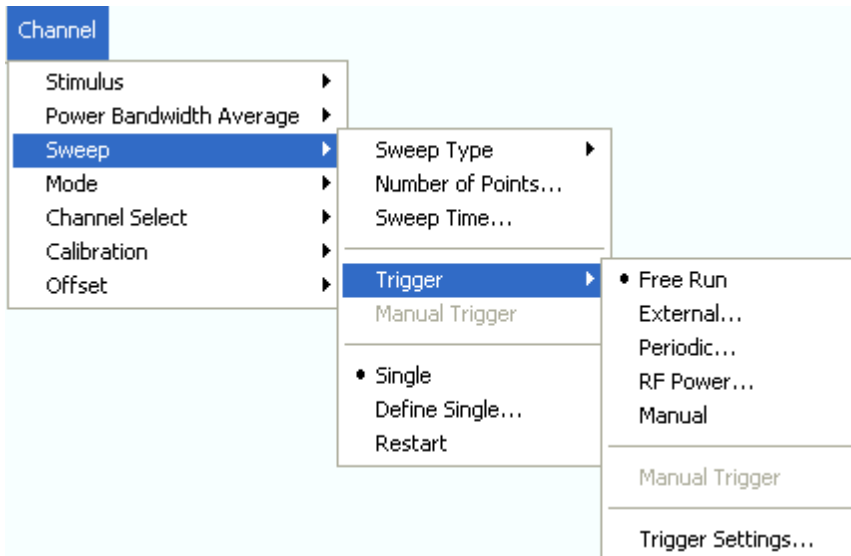 Channel
Stimulus
Power Bandwidth Average
Sweep
Mode
Channel Select
Calibration
Offset
Sweep Type
Number of Points...
Sweep Time...
Trigger
Manual Trigger
Single
Define Single...
Restart
Free Run
External...
Periodic...
RF Power...
Manual
Manual Trigger
Trigger Settings...